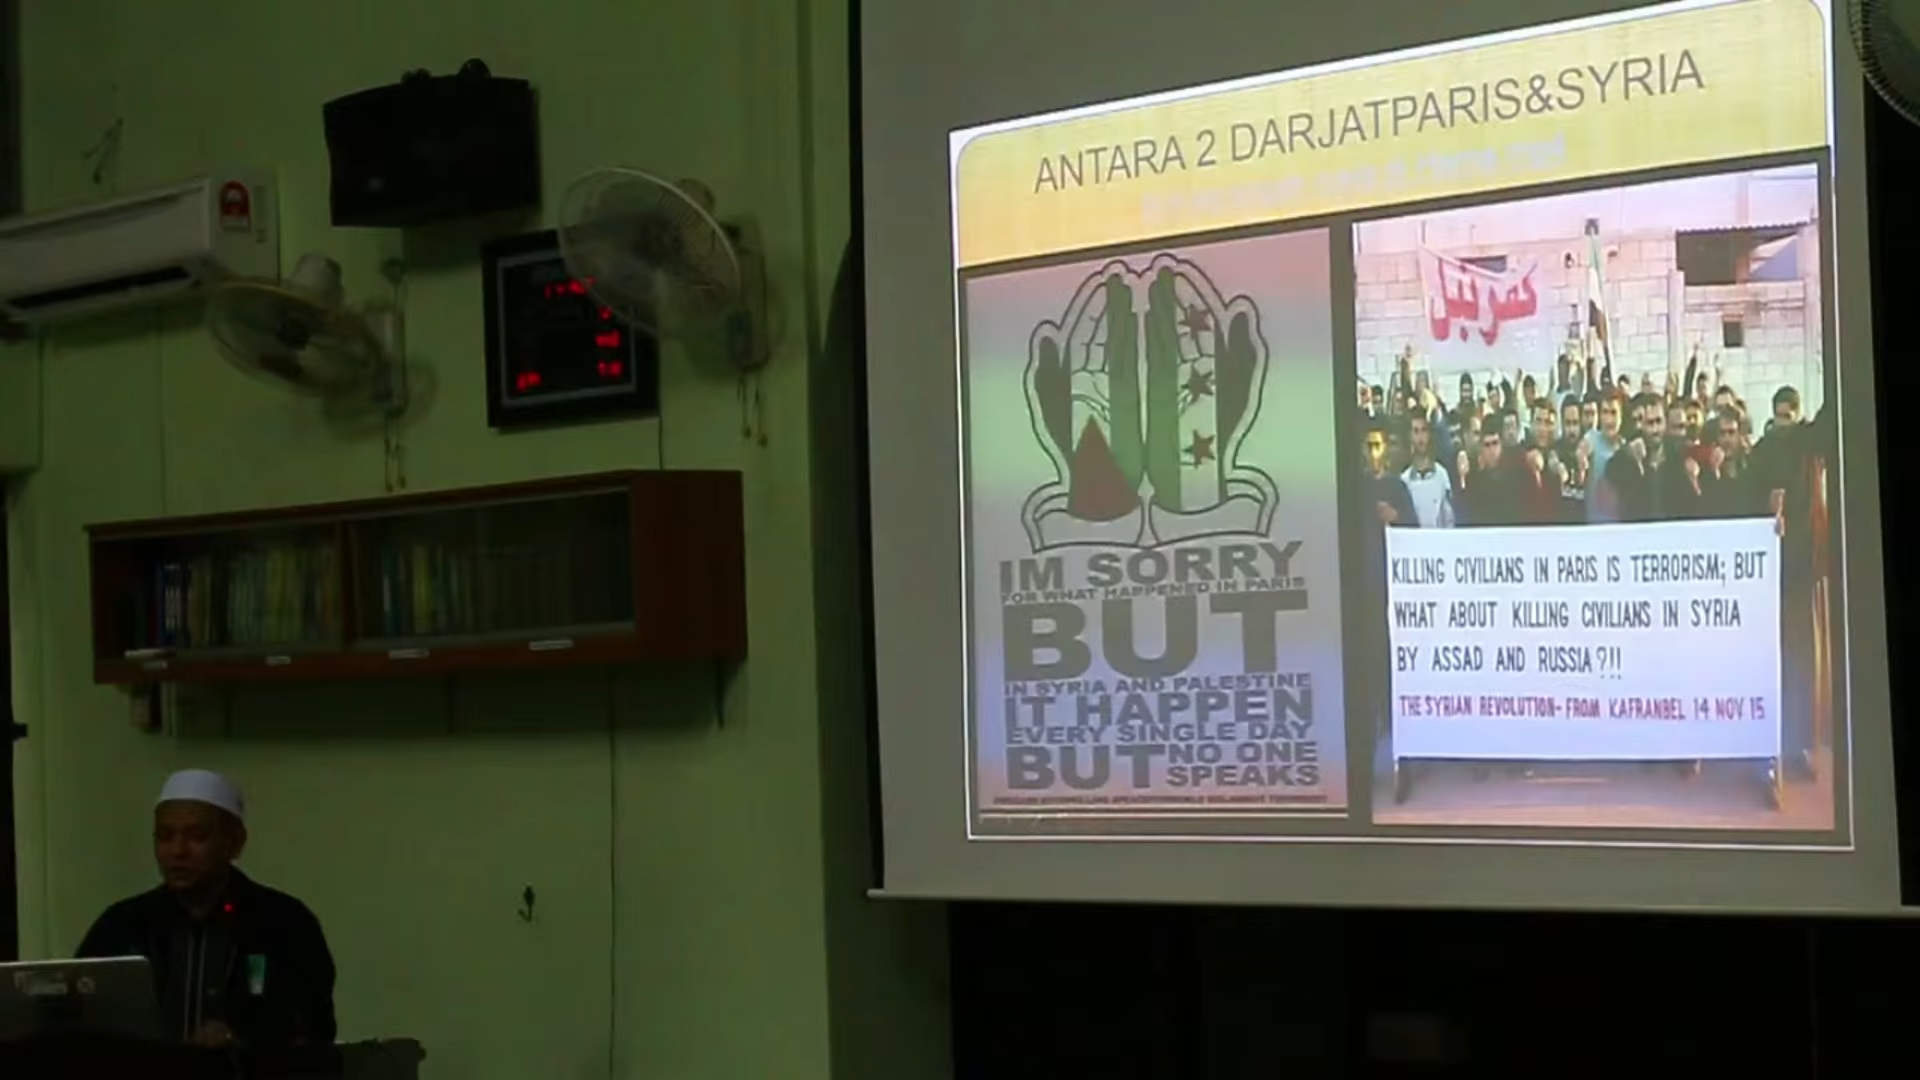 ANTARA 2 DARJATPARIS&SYRIA
IM SORRY
FOR WHAT HAPPENED IN PARIS
BUT
IN SYRIA AND PALESTINE
IT HAPPEN
EVERY SINGLE DAY
BUT NO ONE
SPEAKS
كفرنبل
KILLING CIVILIANS IN PARIS IS TERRORISM; BUT
WHAT ABOUT KILLING CIVILIANS IN SYRIA
BY ASSAD AND RUSSIA?!!
THE SYRIAN REVOLUTION- FROM KAFRANBEL 14 NOV 15